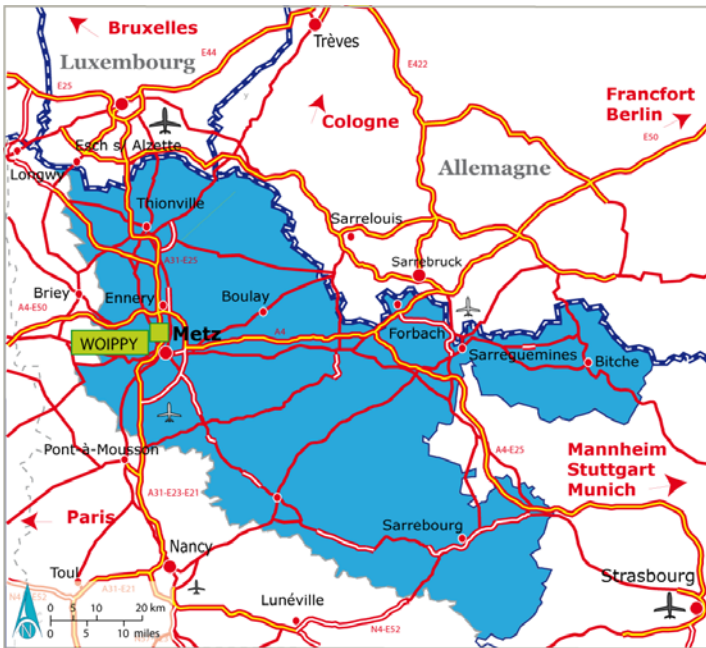 Bruxelles
Trèves
Luxembourg
E44
E422
E25
Cologne
Francfort
Berlin
E50
Esch s/ Alzette
Longwy
Allemagne
Thionville
Sarrelouis
A31-E25
Sarrebruck
Briey
Ennery
Boulay
A4-E50
WOIPPY
Metz
A4
Forbach
Sarreguemines
Bitche
Pont-à-Mousson
A4-E25
Mannheim
Stuttgart
Munich
A31-E23-E21
Paris
Sarrebourg
Nancy
Toul
A31-E21
Strasbourg
Lunéville
N4-E52
N4-E52
0 5 10 20 km
0 5 10 miles
N